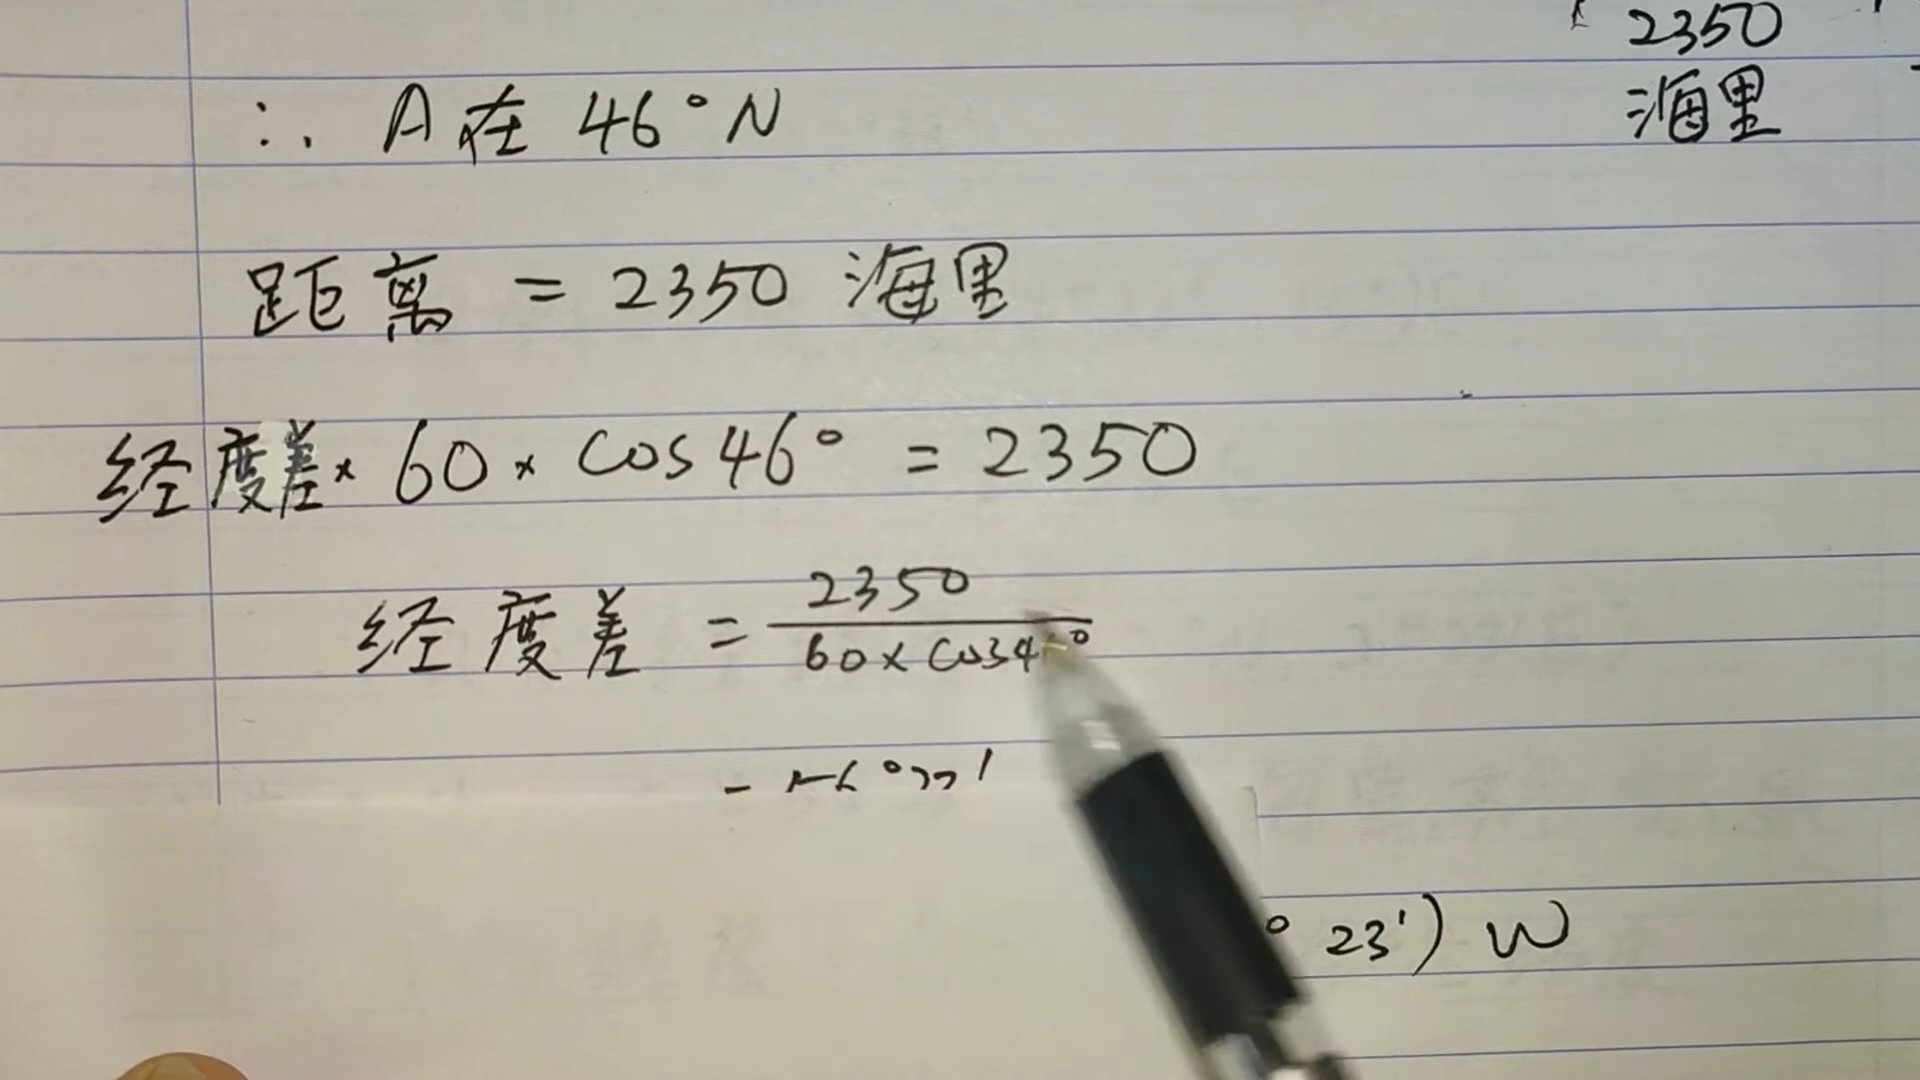 2350
海里
∴ A在 46°N
距离 = 2350 海里
经度差 × 60 × cos46° = 2350
经度差 = 2350
60 × cos4 °
° 23') W